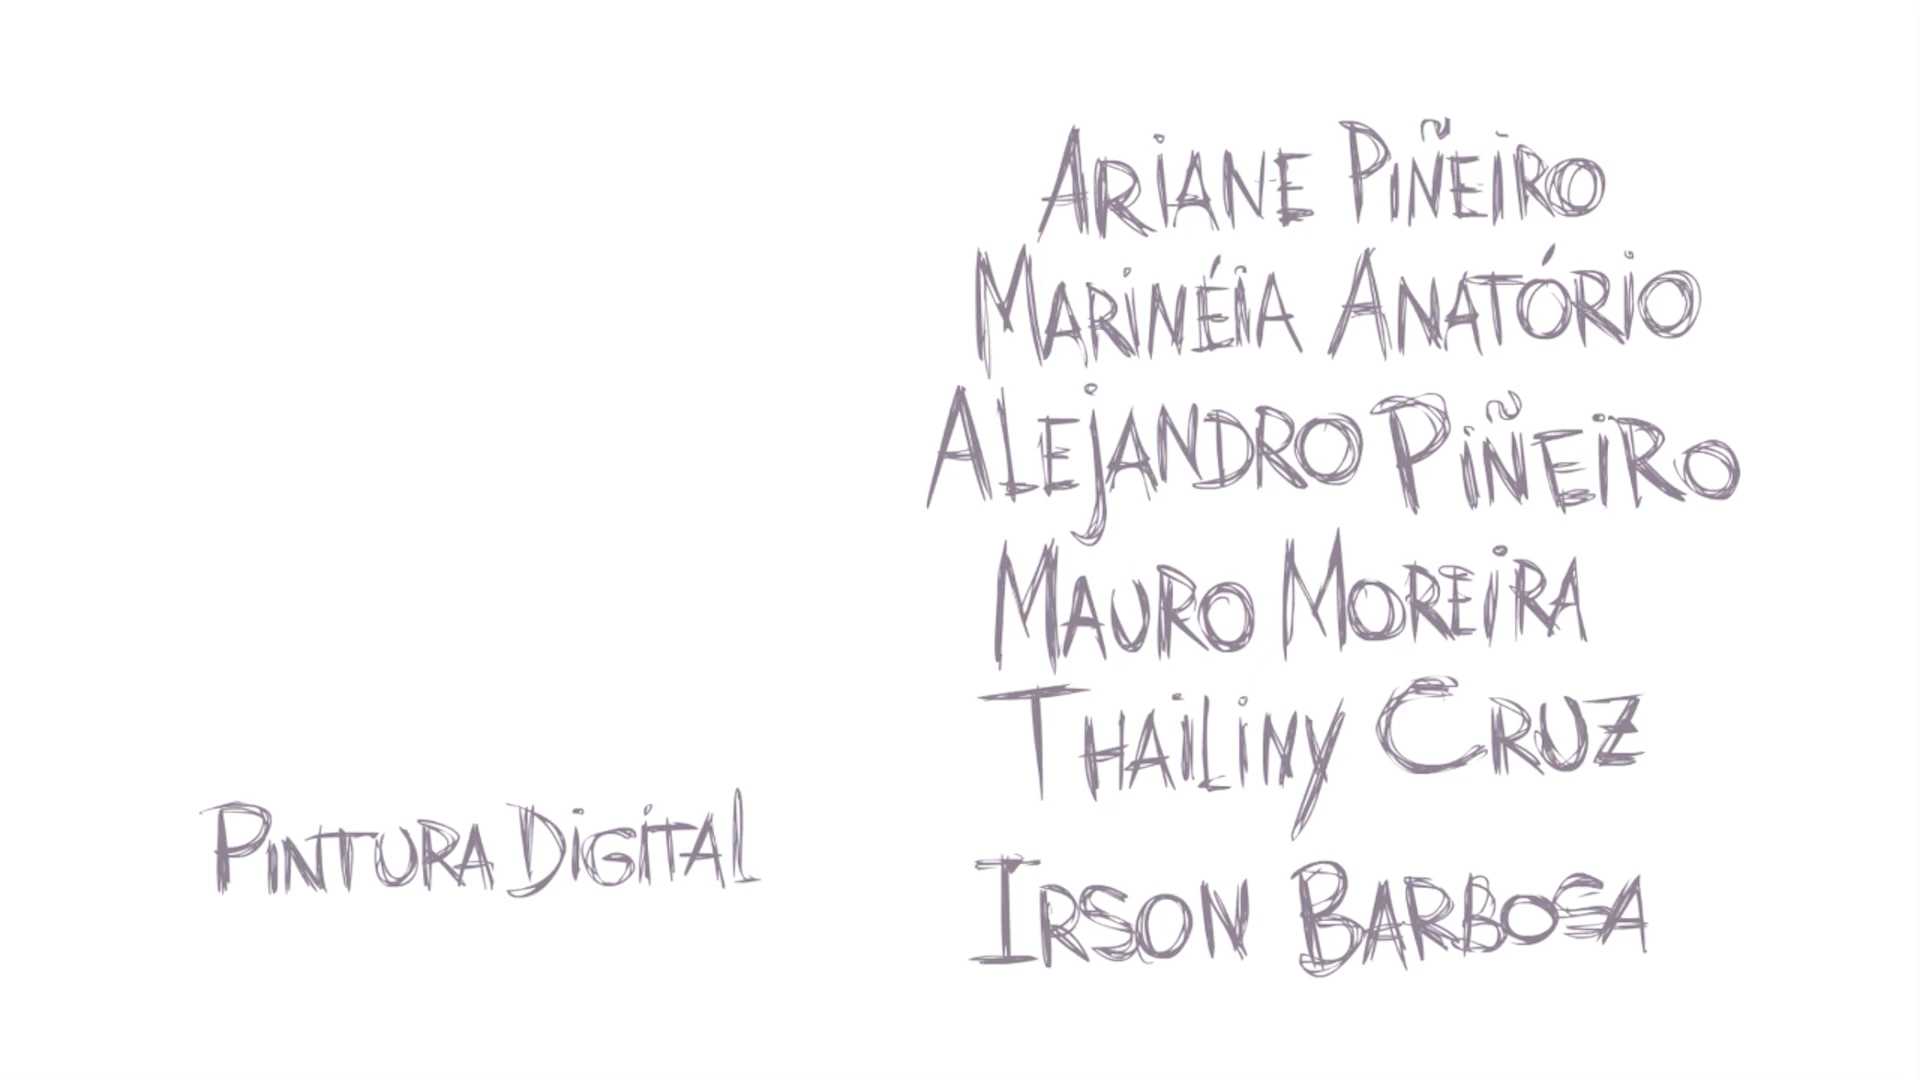 Ariane Piñeiro
Marinéia Anatório
Alejandro Piñeiro
Mauro Moreira
Thailiny Cruz
Pintura Digital
Irson Barbosa